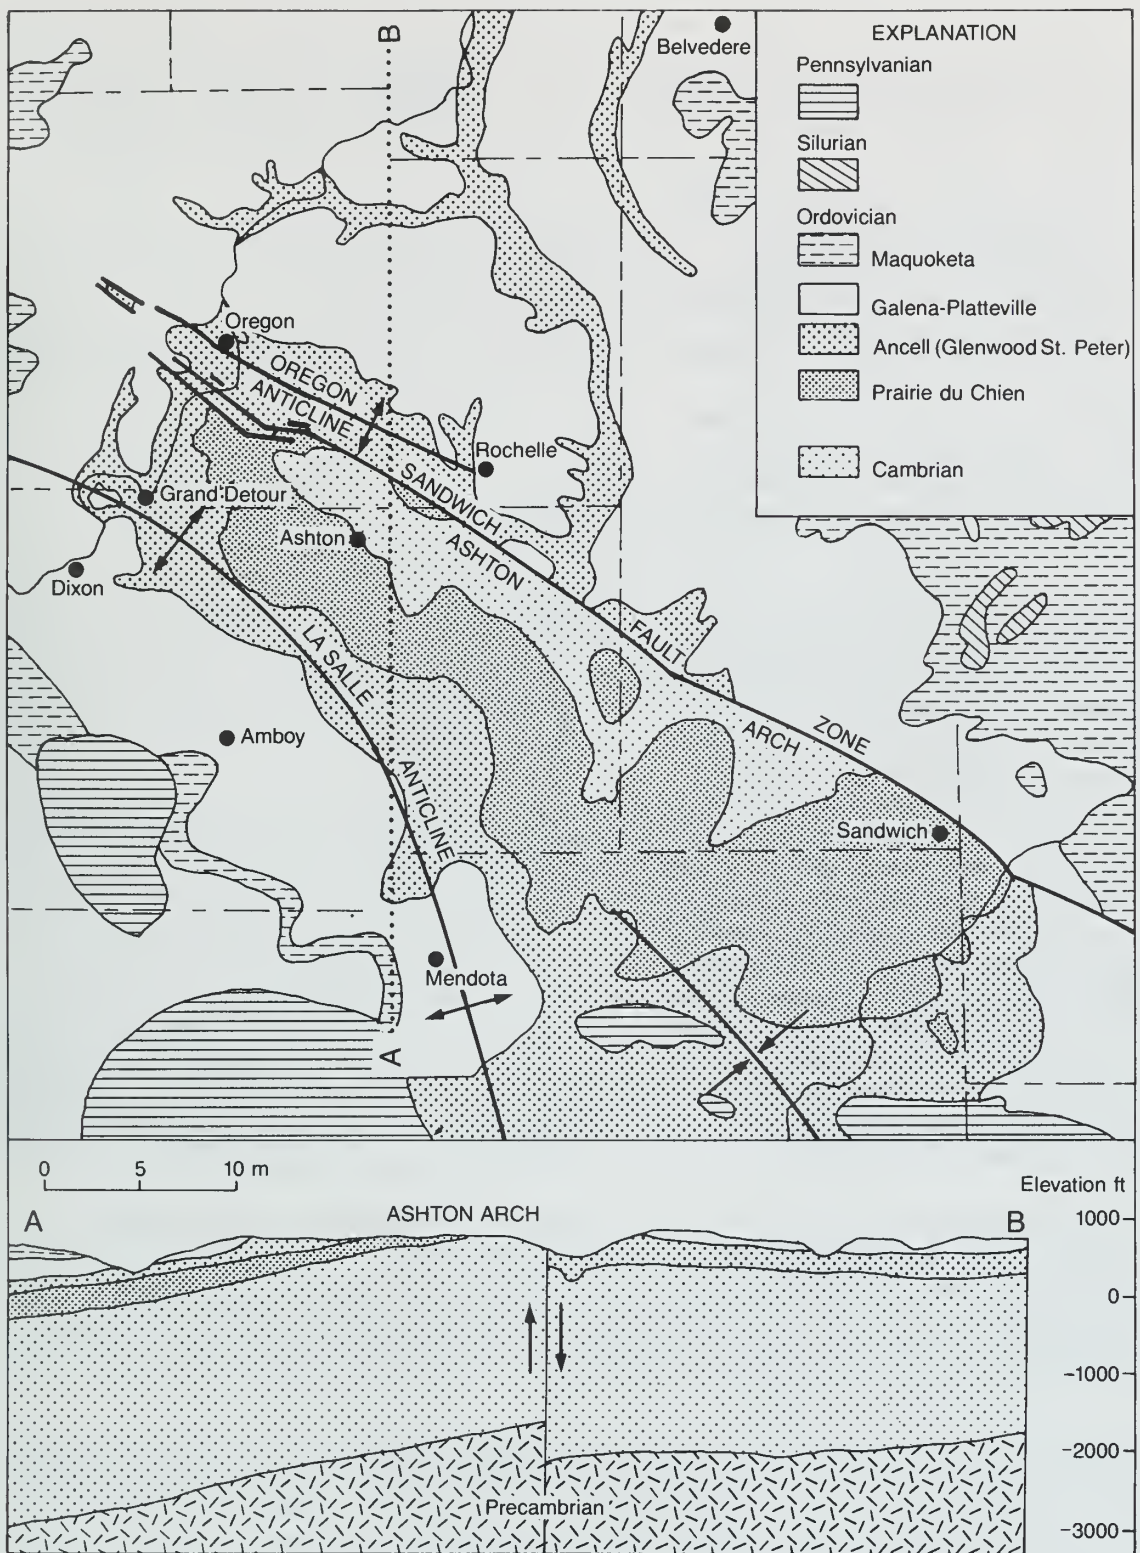 B
Belvedere
EXPLANATION
Pennsylvanian
Silurian
Ordovician
Maquoketa
Galena-Platteville
Ancell (Glenwood St. Peter)
Prairie du Chien
Cambrian
Oregon
OREGON
ANTICLINE
Rochelle
SANDWICH
Grand Detour
Ashton
ASHTON
Dixon
FAULT
LA SALLE
ZONE
ARCH
Amboy
ANTICLINE
Sandwich
Mendota
A
0 5 10 m
Elevation ft
A
ASHTON ARCH
B
1000
0
-1000
-2000
Precambrian
-3000